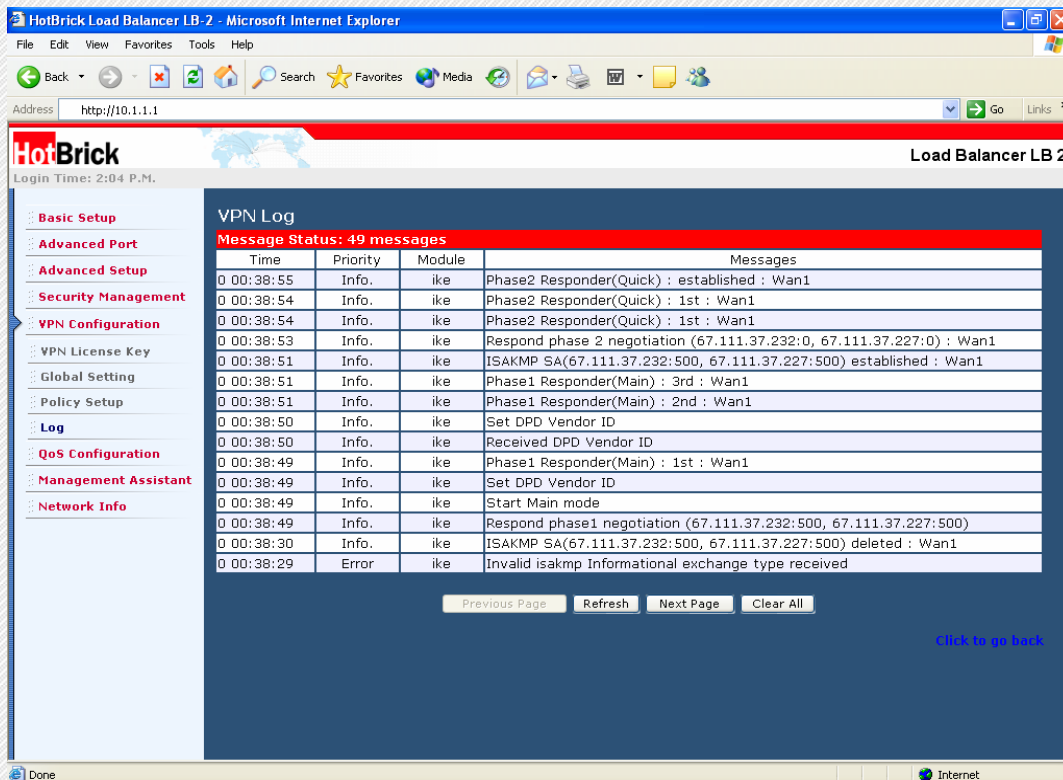 HotBrick Load Balancer LB-2 - Microsoft Internet Explorer
File Edit View Favorites Tools Help
Back Search Favorites Media
Address http://10.1.1.1 Go Links
HotBrick
Load Balancer LB 2
Login Time: 2:04 P.M.
Basic Setup
Advanced Port
Advanced Setup
Security Management
VPN Configuration
VPN License Key
Global Setting
Policy Setup
Log
QoS Configuration
Management Assistant
Network Info
VPN Log
Message Status: 49 messages
Time Priority Module Messages
0 00:38:55 Info. ike Phase2 Responder(Quick) : established : Wan1
0 00:38:54 Info. ike Phase2 Responder(Quick) : 1st : Wan1
0 00:38:54 Info. ike Phase2 Responder(Quick) : 1st : Wan1
0 00:38:53 Info. ike Respond phase 2 negotiation (67.111.37.232:0, 67.111.37.227:0) : Wan1
0 00:38:51 Info. ike ISAKMP SA(67.111.37.232:500, 67.111.37.227:500) established : Wan1
0 00:38:51 Info. ike Phase1 Responder(Main) : 3rd : Wan1
0 00:38:51 Info. ike Phase1 Responder(Main) : 2nd : Wan1
0 00:38:50 Info. ike Set DPD Vendor ID
0 00:38:50 Info. ike Received DPD Vendor ID
0 00:38:49 Info. ike Phase1 Responder(Main) : 1st : Wan1
0 00:38:49 Info. ike Set DPD Vendor ID
0 00:38:49 Info. ike Start Main mode
0 00:38:49 Info. ike Respond phase1 negotiation (67.111.37.232:500, 67.111.37.227:500)
0 00:38:30 Info. ike ISAKMP SA(67.111.37.232:500, 67.111.37.227:500) deleted : Wan1
0 00:38:29 Error ike Invalid isakmp Informational exchange type received
Previous Page Refresh Next Page Clear All
Click to go back
Done Internet